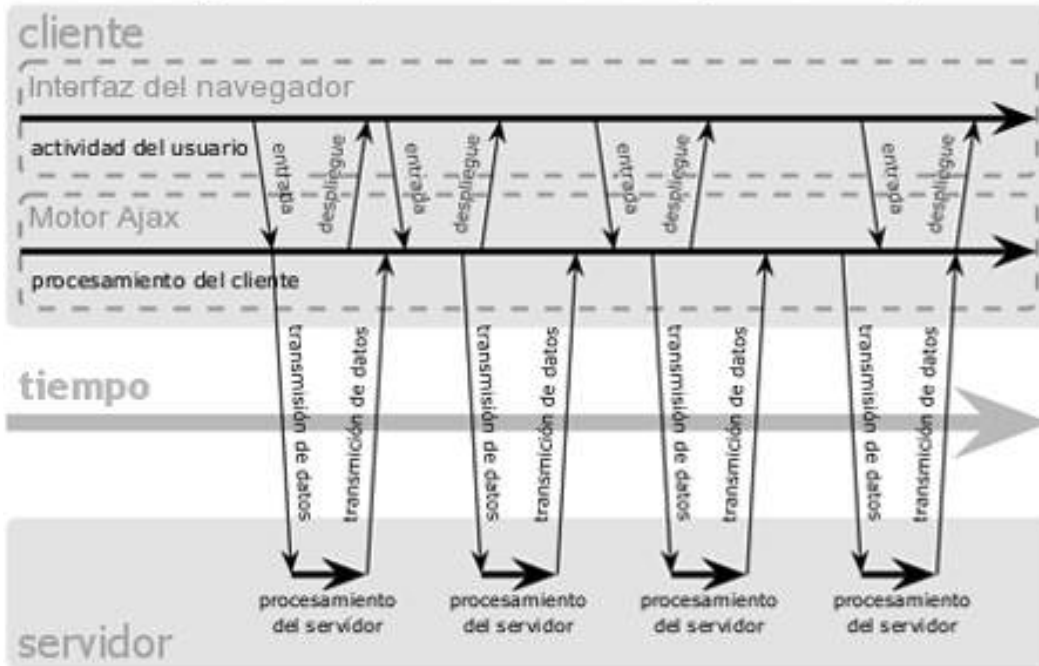 cliente
Interfaz del navegador
actividad del usuario
entrada
despliegue
entrada
despliegue
entrada
despliegue
entrada
despliegue
Motor Ajax
procesamiento del cliente
transmisión de datos
transmición de datos
transmisión de datos
transmición de datos
transmisión de datos
transmición de datos
transmisión de datos
transmición de datos
tiempo
procesamiento
del servidor
procesamiento
del servidor
procesamiento
del servidor
procesamiento
del servidor
servidor